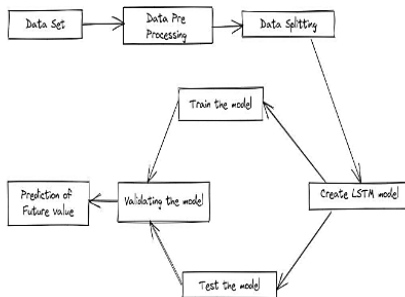 Data Set
Data Pre
Processing
Data Splitting
Train the model
Prediction of
Future value
Validating the model
Create LSTM model
Test the model